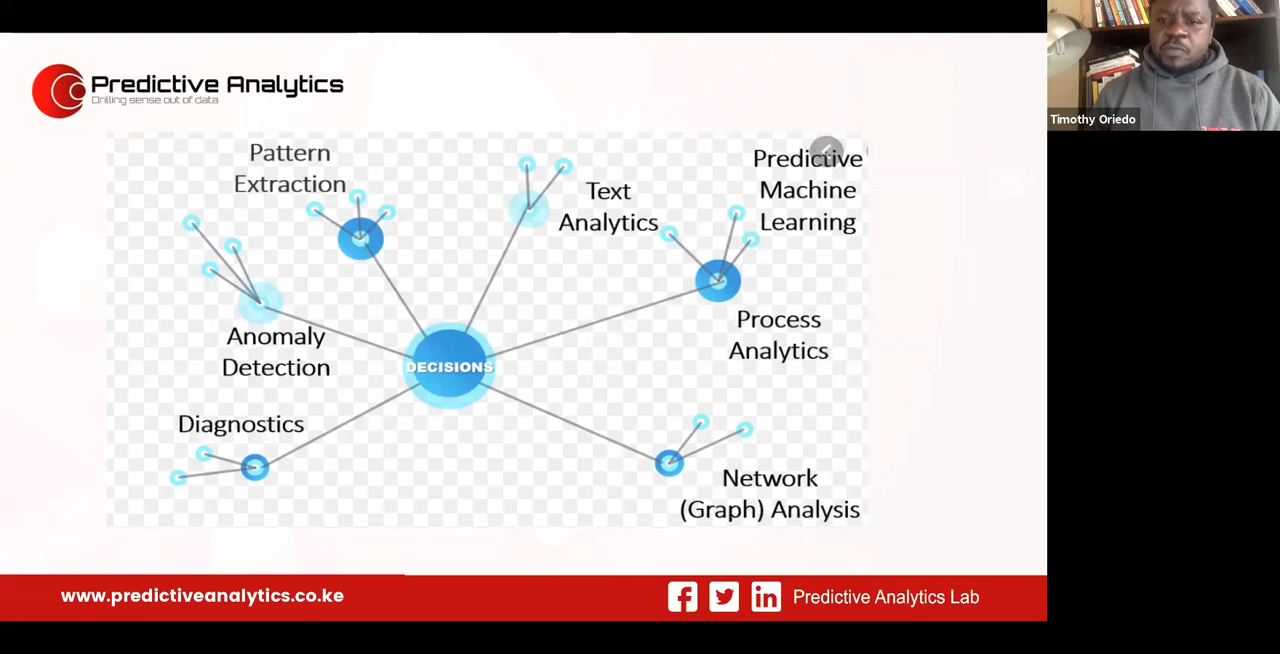 Predictive Analytics
Drilling sense out of data
Timothy Oriedo
Pattern
Extraction
Text
Analytics
Predictive
Machine
Learning
Anomaly
Detection
DECISIONS
Process
Analytics
Diagnostics
Network
(Graph) Analysis
www.predictiveanalytics.co.ke
Predictive Analytics Lab